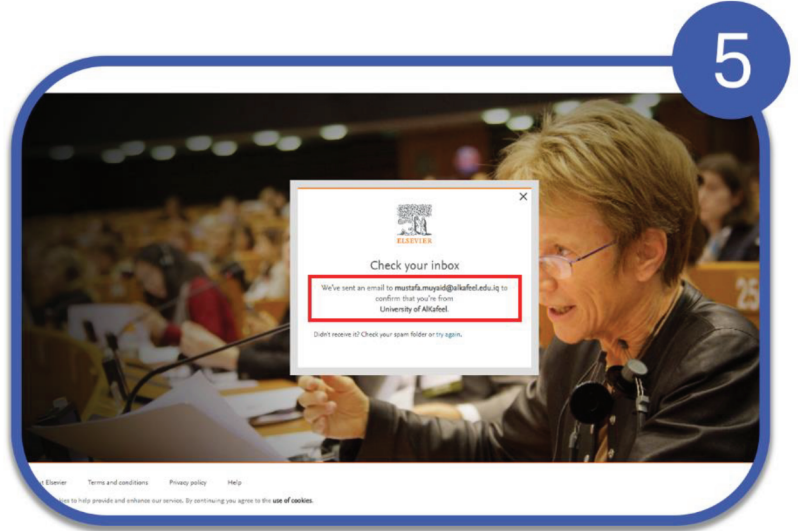 5
25
×
ELSEVIER
Check your inbox
We've sent an email to mustafa.muyaid@alkafeel.edu.iq to
confirm that you're from
University of AlKafeel.
Didn't receive it? Check your spam folder or try again.
t Elsevier Terms and conditions Privacy policy Help
to help provide and enhance our service. By continuing you agree to the use of cookies.